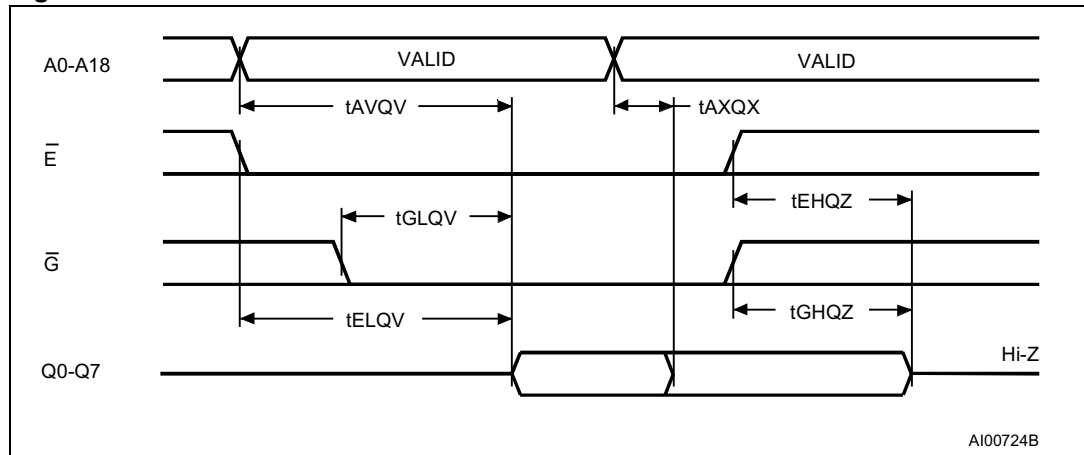 A0-A18
VALID
VALID
tAVQV
tAXQX
E
tEHQZ
tGLQV
G
tGHQZ
tELQV
Hi-Z
Q0-Q7
AI00724B